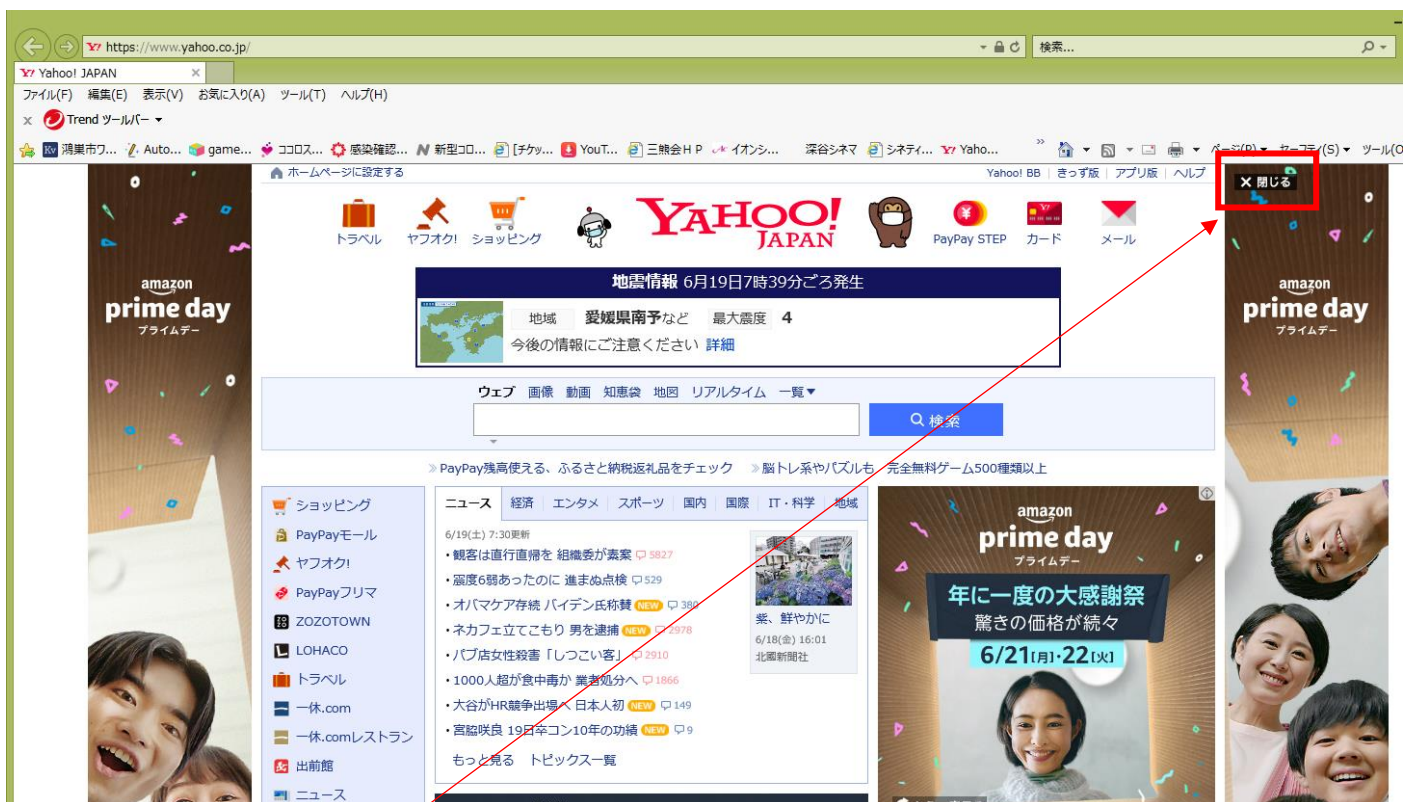 https://www.yahoo.co.jp/
検索...
Yahoo! JAPAN
ファイル(F) 編集(E) 表示(V) お気に入り(A) ツール(T) ヘルプ(H)
x Trend ツールバー
鴻巣市ワ... Auto... game... ココロス... 感染確認... 新型コロ... [チケッ... YouT... 三熊会HP イオンシ... 深谷シネマ シネティ... Yaho... ページ(P) セーフティ(S) ツール(O
ホームページに設定する
Yahoo! BB きっず版 アプリ版 ヘルプ
× 閉じる
トラベル ヤフオク! ショッピング
YAHOO!
JAPAN
PayPay STEP カード メール
amazon
prime day
プライムデー
地震情報 6月19日7時39分ごろ発生
地域 愛媛県南予など 最大震度 4
今後の情報にご注意ください 詳細
amazon
prime day
プライムデー
ウェブ 画像 動画 知恵袋 地図 リアルタイム 一覧▼
検索
PayPay残高使える、ふるさと納税返礼品をチェック
脳トレ系やパズルも 完全無料ゲーム500種類以上
ショッピング
PayPayモール
ヤフオク!
PayPayフリマ
ZOZOTOWN
LOHACO
トラベル
一休.com
一休.comレストラン
出前館
ニュース
ニュース 経済 エンタメ スポーツ 国内 国際 IT・科学 地域
6/19(土) 7:30更新
・観客は直行直帰を 組織委が素案 5827
・震度6弱あったのに 進まぬ点検 529
・オバマケア存続 バイデン氏称賛 NEW 380
・ネカフェ立てこもり 男を逮捕 NEW 2978
・パブ店女性殺害「しつこい客」 2910
・1000人超が食中毒か 業者処分へ 1866
・大谷がHR競争出場へ 日本人初 NEW 149
・宮脇咲良 19日卒コン10年の功績 NEW 9
もっと見る トピックス一覧
紫、鮮やかに
6/18(金) 16:01
北國新聞社
amazon
prime day
プライムデー
年に一度の大感謝祭
驚きの価格が続々
6/21[月]・22[火]